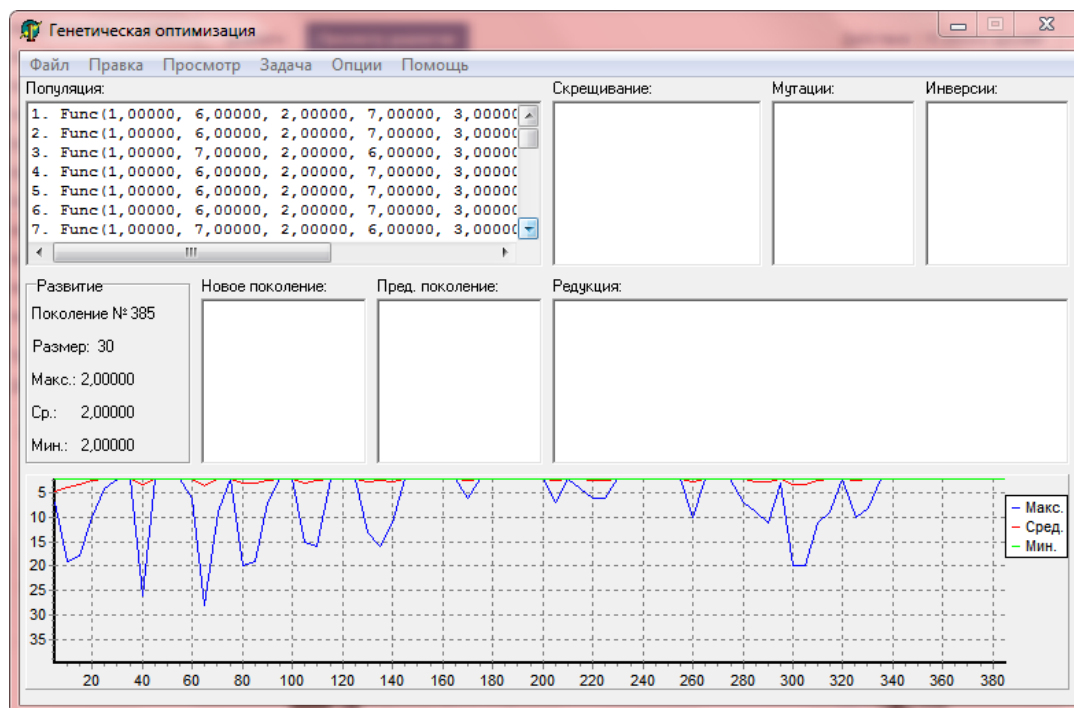 Генетическая оптимизация
Файл Правка Просмотр Задача Опции Помощь
Популяция: Скрещивание: Мутации: Инверсии:
1. Func(1,00000, 6,00000, 2,00000, 7,00000, 3,00000
2. Func(1,00000, 6,00000, 2,00000, 7,00000, 3,00000
3. Func(1,00000, 7,00000, 2,00000, 6,00000, 3,00000
4. Func(1,00000, 6,00000, 2,00000, 7,00000, 3,00000
5. Func(1,00000, 6,00000, 2,00000, 7,00000, 3,00000
6. Func(1,00000, 6,00000, 2,00000, 7,00000, 3,00000
7. Func(1,00000, 7,00000, 2,00000, 6,00000, 3,00000
Развитие Новое поколение: Пред. поколение: Редукция:
Поколение № 385
Размер: 30
Макс.: 2,00000
Ср.: 2,00000
Мин.: 2,00000
5
10
15
20
25
30
35
Макс.
Сред.
Мин.
20 40 60 80 100 120 140 160 180 200 220 240 260 280 300 320 340 360 380